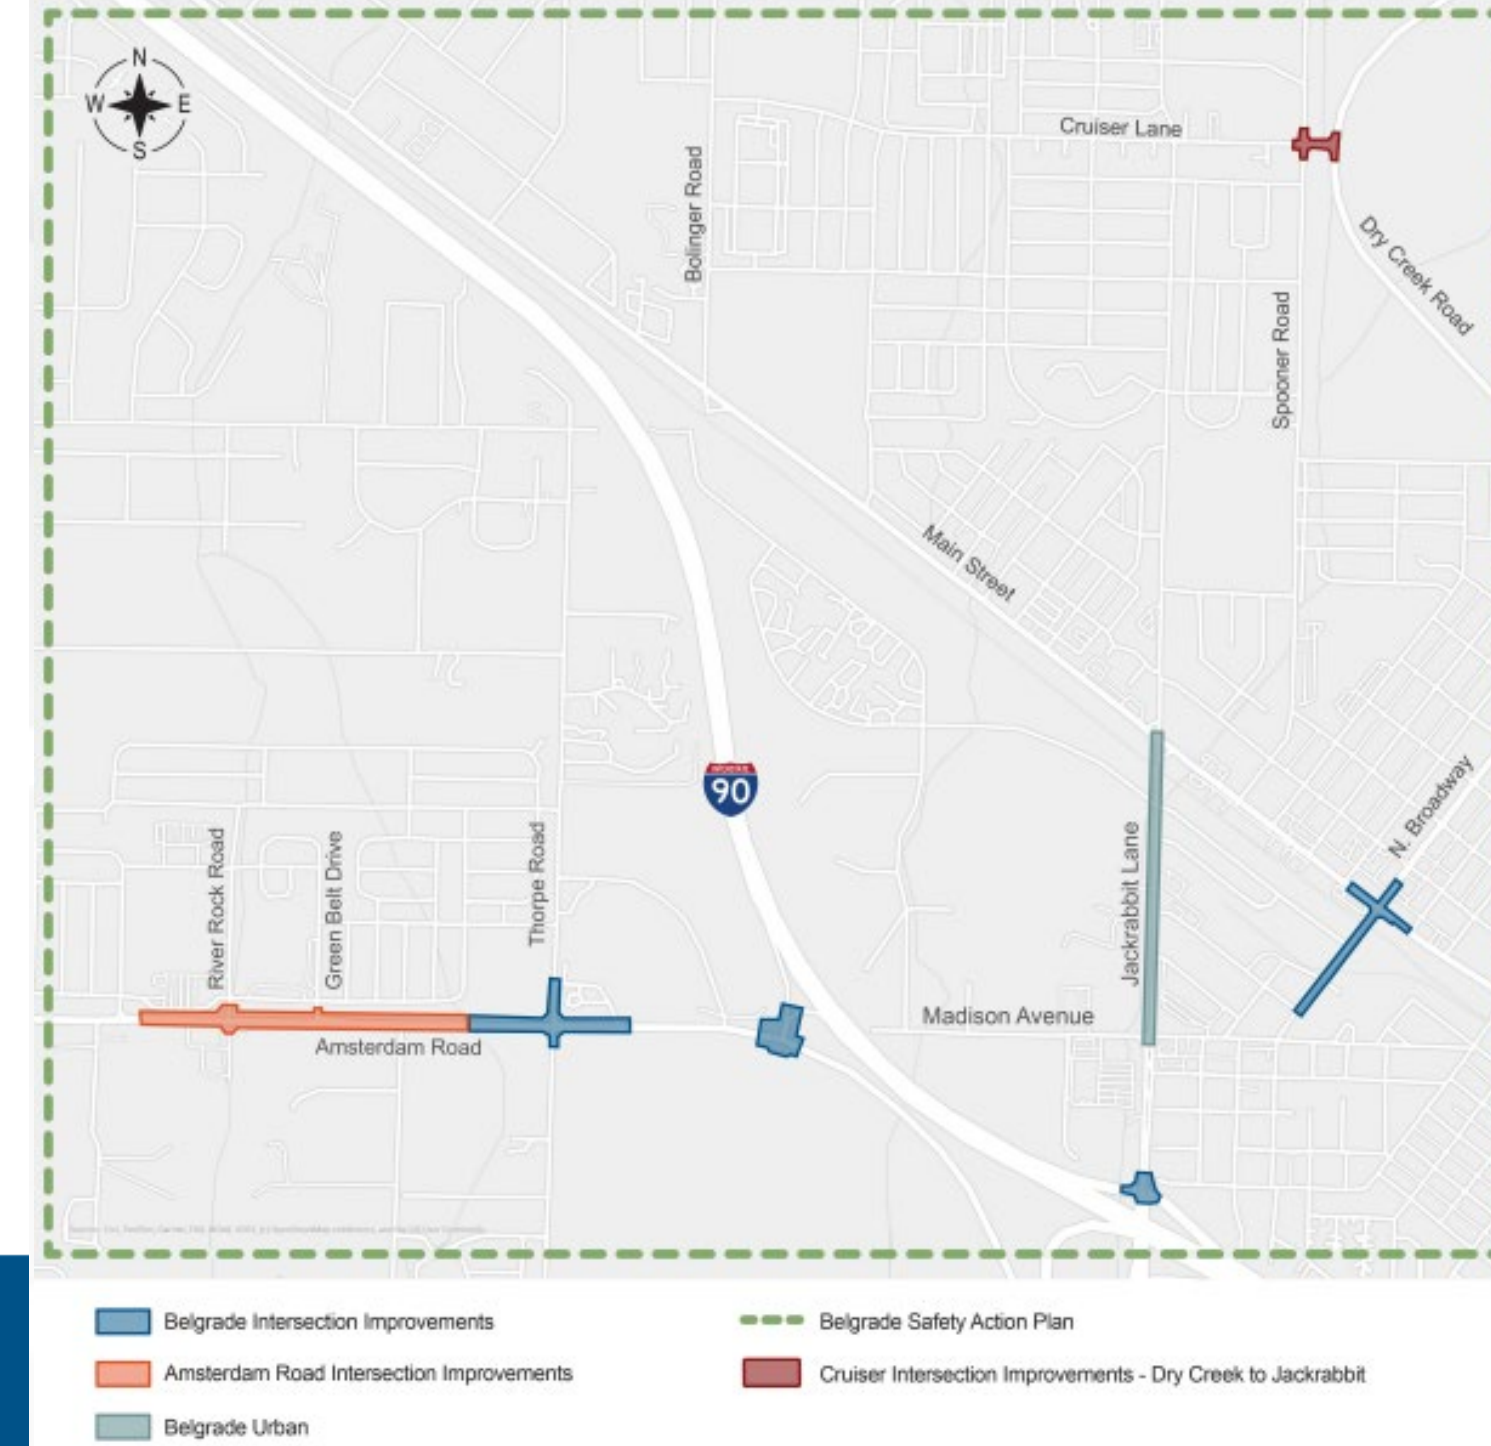 N
W E
S
Cruiser Lane
Bolinger Road
Dry Creek Road
Spooner Road
Main Street
INTERSTATE
90
N. Broadway
River Rock Road
Green Belt Drive
Thorpe Road
Jackrabbit Lane
Madison Avenue
Amsterdam Road
Belgrade Intersection Improvements
Belgrade Safety Action Plan
Amsterdam Road Intersection Improvements
Cruiser Intersection Improvements - Dry Creek to Jackrabbit
Belgrade Urban